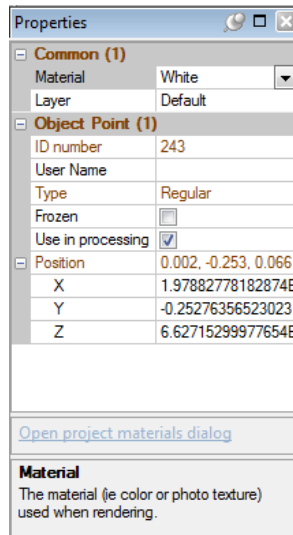 Properties
Common (1)
Material White
Layer Default
Object Point (1)
ID number 243
User Name
Type Regular
Frozen
Use in processing
Position 0.002, -0.253, 0.066
X 1.97882778182874E
Y -0.25276356523023
Z 6.62715299977654E
Open project materials dialog
Material
The material (ie color or photo texture)
used when rendering.